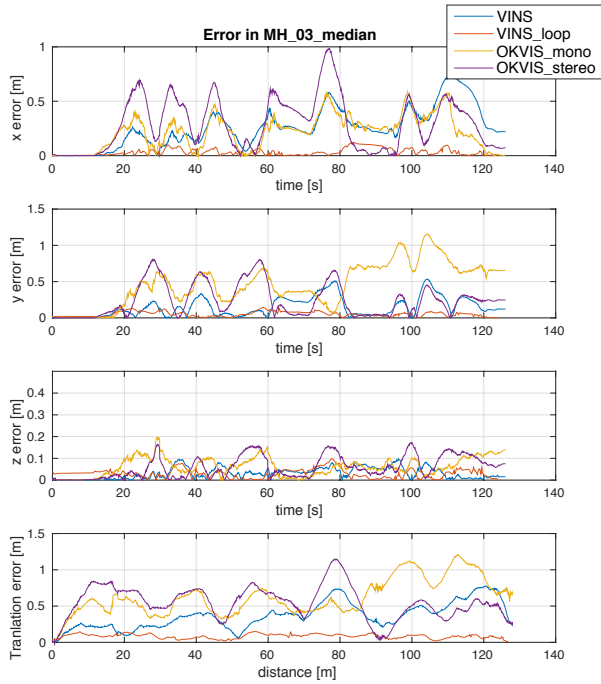 Error in MH_03_median
VINS
VINS_loop
OKVIS_mono
OKVIS_stereo
x error [m]
1
0.5
0
0 20 40 60 80 100 120 140
time [s]
y error [m]
1.5
1
0.5
0
0 20 40 60 80 100 120 140
time [s]
z error [m]
0.4
0.3
0.2
0.1
0
0 20 40 60 80 100 120 140
time [s]
Tranlation error [m]
1.5
1
0.5
0
0 20 40 60 80 100 120 140
distance [m]